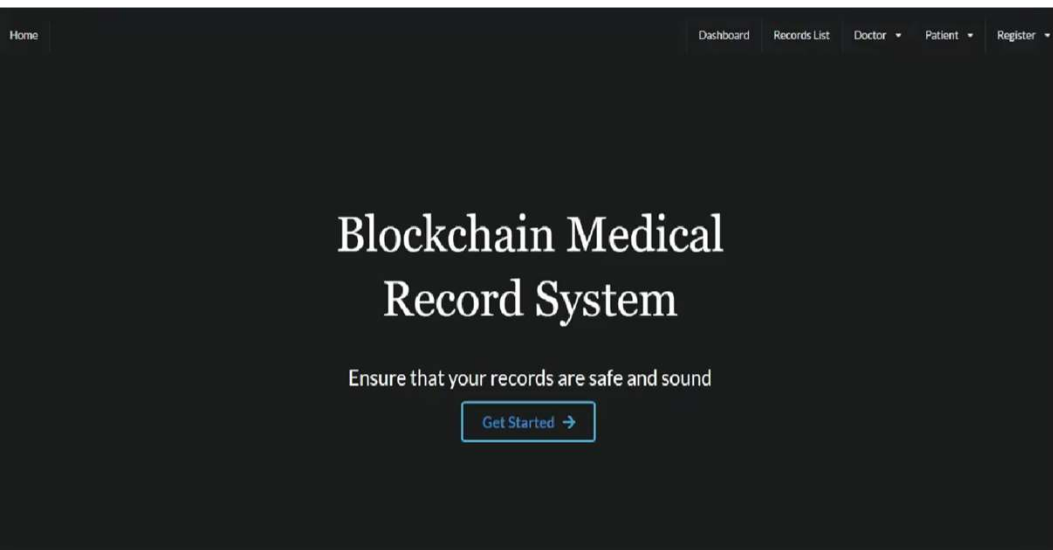 Home
Dashboard
Records List
Doctor
Patient
Register
Blockchain Medical
Record System
Ensure that your records are safe and sound
Get Started